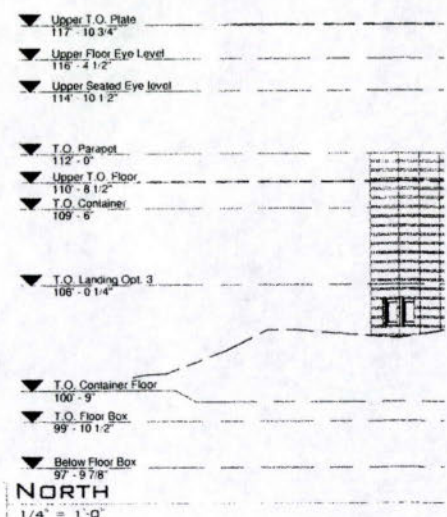 Upper T.O. Plate
117' - 10 3/4"
Upper Floor Eye Level
116' - 4 1/2"
Upper Seated Eye level
114' - 10 1 2"
T.O. Parapet
112' - 0"
Upper T.O. Floor
110' - 8 1/2"
T.O. Container
109' - 6"
T.O. Landing Opt. 3
106' - 0 1/4"
T.O. Container Floor
100' - 9"
T.O. Floor Box
99' - 10 1/2"
Below Floor Box
97' - 9 7/8"
NORTH
1/4" = 1'-0"